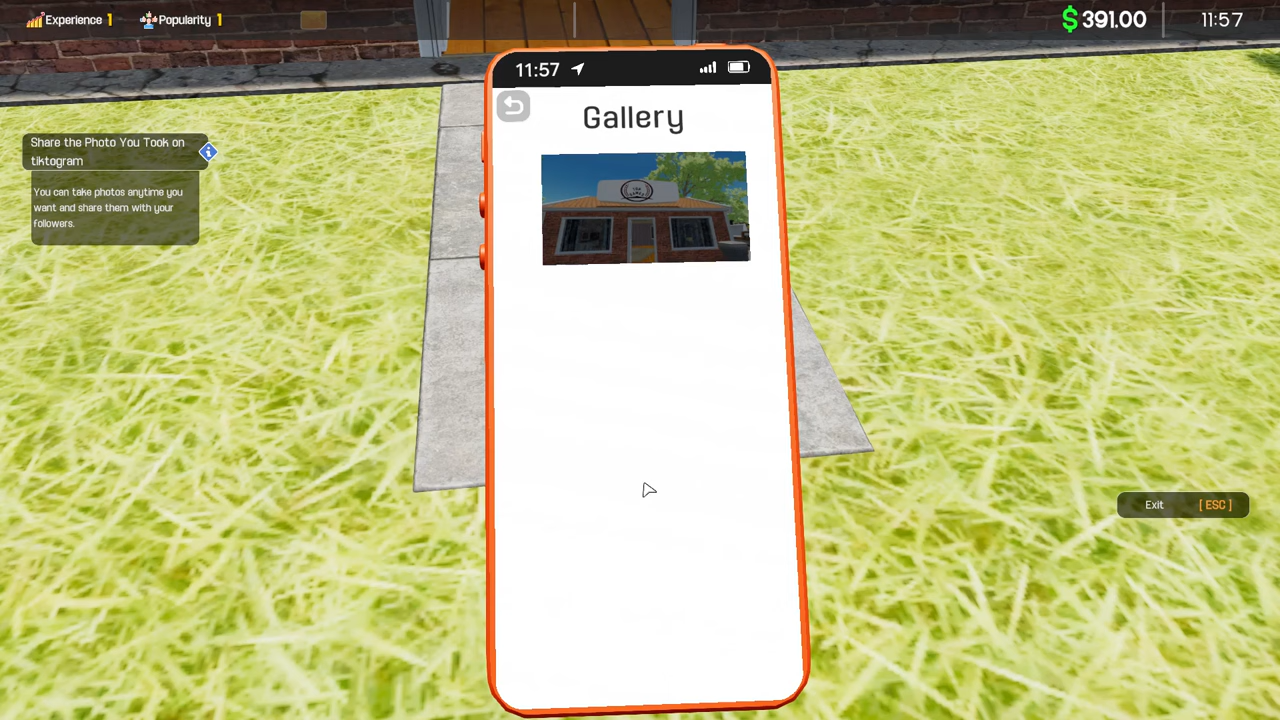 Experience 1
Popularity 1
$ 391.00
11:57
11:57
Gallery
Share the Photo You Took on
tiktogram
You can take photos anytime you
want and share them with your
followers.
Exit [ ESC ]